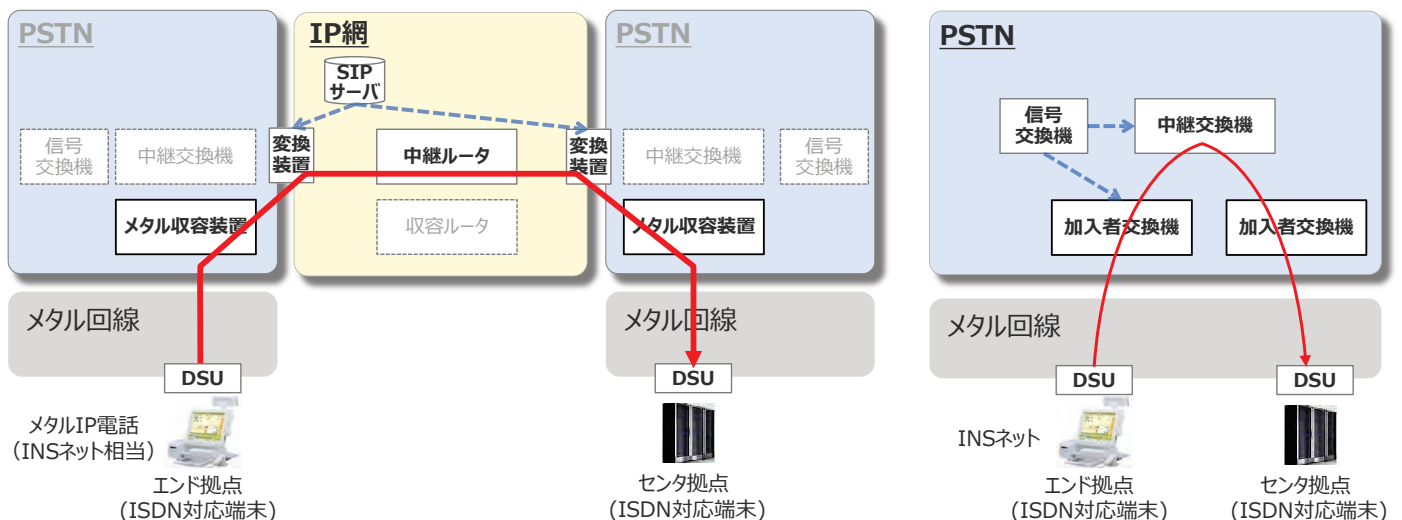 PSTN
IP網
PSTN
SIP
サーバ
信号
交換機
中継交換機
変換
装置
中継ルータ
変換
装置
中継交換機
信号
交換機
メタル収容装置
収容ルータ
メタル収容装置
メタル回線
メタル回線
DSU
DSU
メタルIP電話
(INSネット相当)
エンド拠点
(ISDN対応端末)
センタ拠点
(ISDN対応端末)
PSTN
信号
交換機
中継交換機
加入者交換機
加入者交換機
メタル回線
DSU
DSU
INSネット
エンド拠点
(ISDN対応端末)
センタ拠点
(ISDN対応端末)